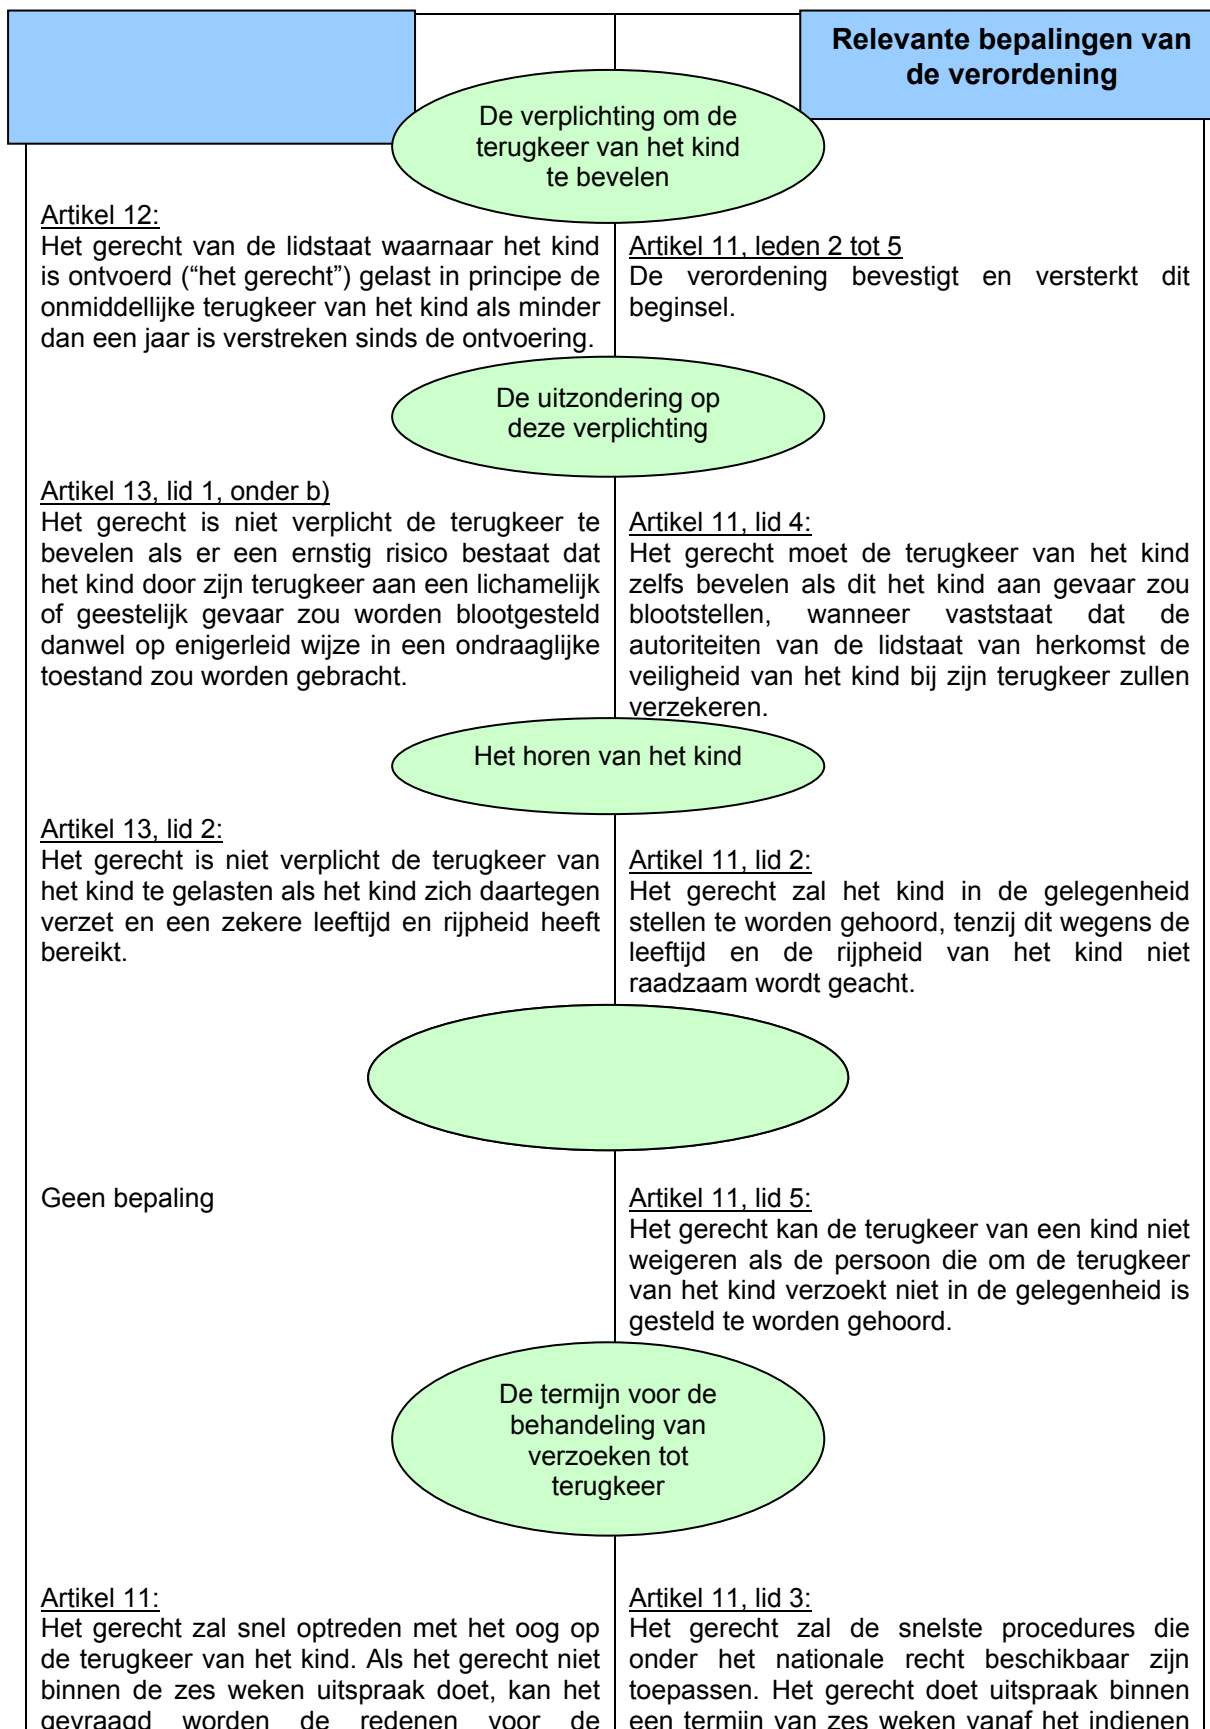 Relevante bepalingen van
de verordening
De verplichting om de
terugkeer van het kind
te bevelen
Artikel 12:
Het gerecht van de lidstaat waarnaar het kind
is ontvoerd (“het gerecht”) gelast in principe de
onmiddellijke terugkeer van het kind als minder
dan een jaar is verstreken sinds de ontvoering.
Artikel 11, leden 2 tot 5
De verordening bevestigt en versterkt dit
beginsel.
De uitzondering op
deze verplichting
Artikel 13, lid 1, onder b)
Het gerecht is niet verplicht de terugkeer te
bevelen als er een ernstig risico bestaat dat
het kind door zijn terugkeer aan een lichamelijk
of geestelijk gevaar zou worden blootgesteld
danwel op enigerleid wijze in een ondraaglijke
toestand zou worden gebracht.
Artikel 11, lid 4:
Het gerecht moet de terugkeer van het kind
zelfs bevelen als dit het kind aan gevaar zou
blootstellen, wanneer vaststaat dat de
autoriteiten van de lidstaat van herkomst de
veiligheid van het kind bij zijn terugkeer zullen
verzekeren.
Het horen van het kind
Artikel 13, lid 2:
Het gerecht is niet verplicht de terugkeer van
het kind te gelasten als het kind zich daartegen
verzet en een zekere leeftijd en rijpheid heeft
bereikt.
Artikel 11, lid 2:
Het gerecht zal het kind in de gelegenheid
stellen te worden gehoord, tenzij dit wegens de
leeftijd en de rijpheid van het kind niet
raadzaam wordt geacht.
Geen bepaling
Artikel 11, lid 5:
Het gerecht kan de terugkeer van een kind niet
weigeren als de persoon die om de terugkeer
van het kind verzoekt niet in de gelegenheid is
gesteld te worden gehoord.
De termijn voor de
behandeling van
verzoeken tot
terugkeer
Artikel 11:
Het gerecht zal snel optreden met het oog op
de terugkeer van het kind. Als het gerecht niet
binnen de zes weken uitspraak doet, kan het
gevraagd worden de redenen voor de
Artikel 11, lid 3:
Het gerecht zal de snelste procedures die
onder het nationale recht beschikbaar zijn
toepassen. Het gerecht doet uitspraak binnen
een termijn van zes weken vanaf het indienen